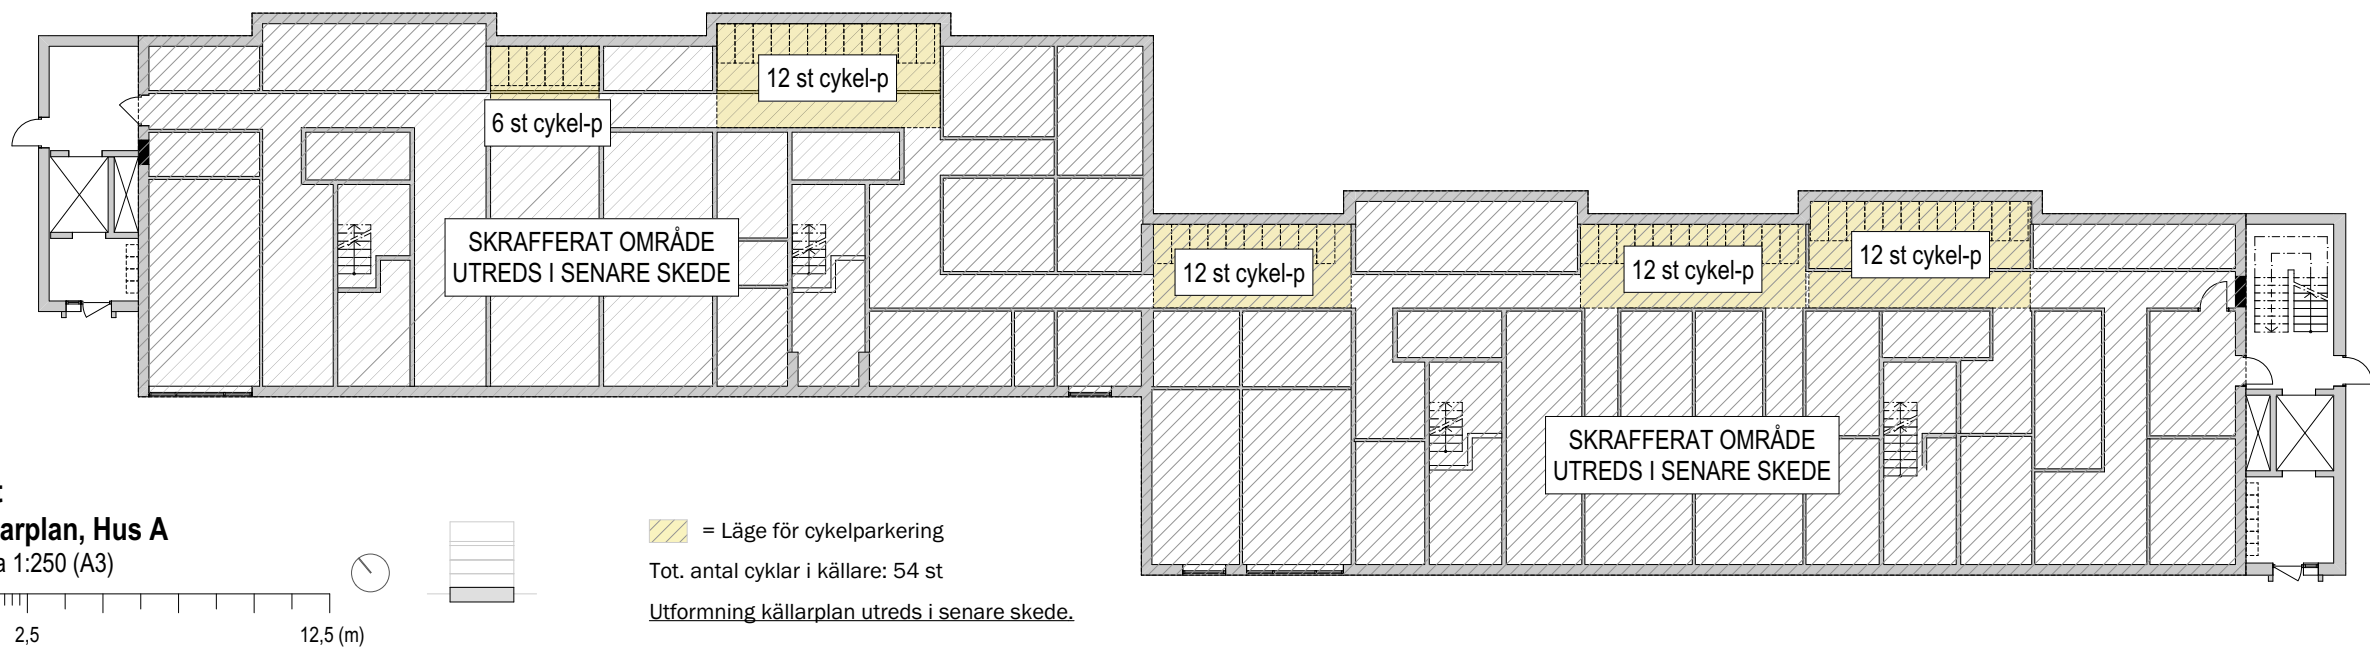 12 st cykel-p
6 st cykel-p
SKRAFFERAT OMRÅDE
UTREDS I SENARE SKEDE
12 st cykel-p
12 st cykel-p
12 st cykel-p
SKRAFFERAT OMRÅDE
UTREDS I SENARE SKEDE
arplan, Hus A
a 1:250 (A3)
2,5
12,5 (m)
= Läge för cykelparkering
Tot. antal cyklar i källare: 54 st
Utformning källarplan utreds i senare skede.